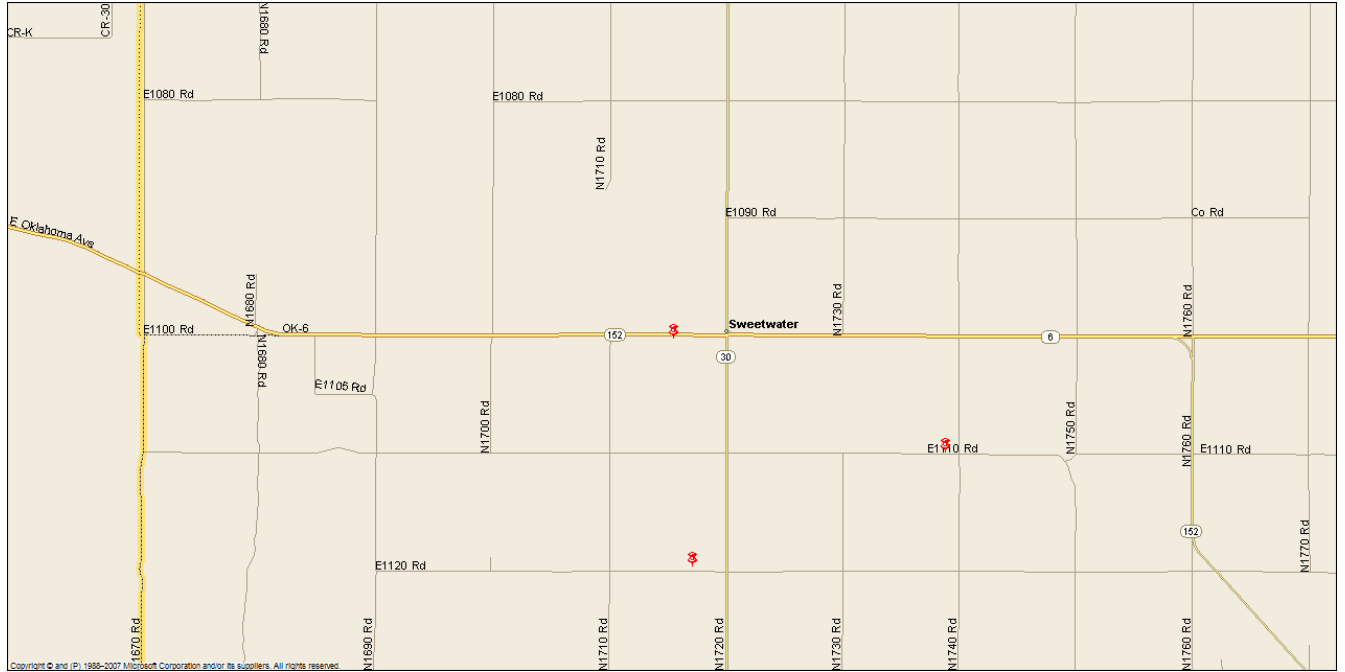 CR-K
CR-30
N1680 Rd
E1080 Rd
E1080 Rd
N1710 Rd
E1090 Rd
Co Rd
E Oklahoma Ave
N1680 Rd
N1730 Rd
N1760 Rd
E1100 Rd
OK-6
152
Sweetwater
6
30
N1680 Rd
E1105 Rd
N1700 Rd
N1750 Rd
N1760 Rd
E1110 Rd
E1110 Rd
152
N1770 Rd
E1120 Rd
N1670 Rd
N1690 Rd
N1710 Rd
N1720 Rd
N1730 Rd
N1740 Rd
N1760 Rd
Copyright © and (P) 1988–2007 Microsoft Corporation and/or its suppliers. All rights reserved.